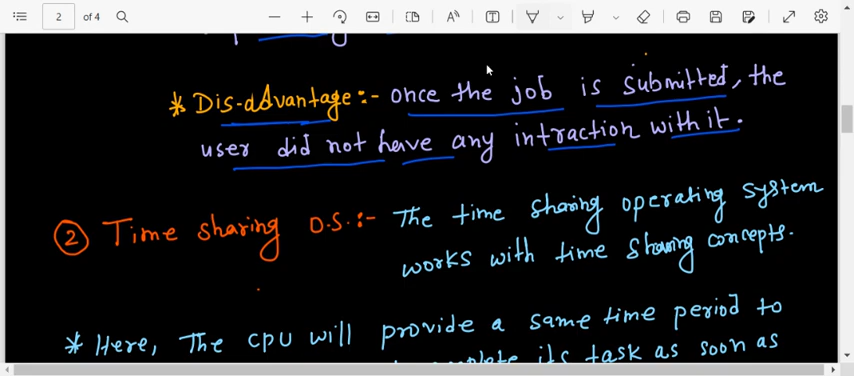 2 of 4
* Dis-advantage:- once the job is submitted, the
user did not have any intraction with it.
② Time sharing O.S.:- The time sharing operating system
works with time sharing concepts.
* Here, The CPU will provide a same time period to
its task as soon as